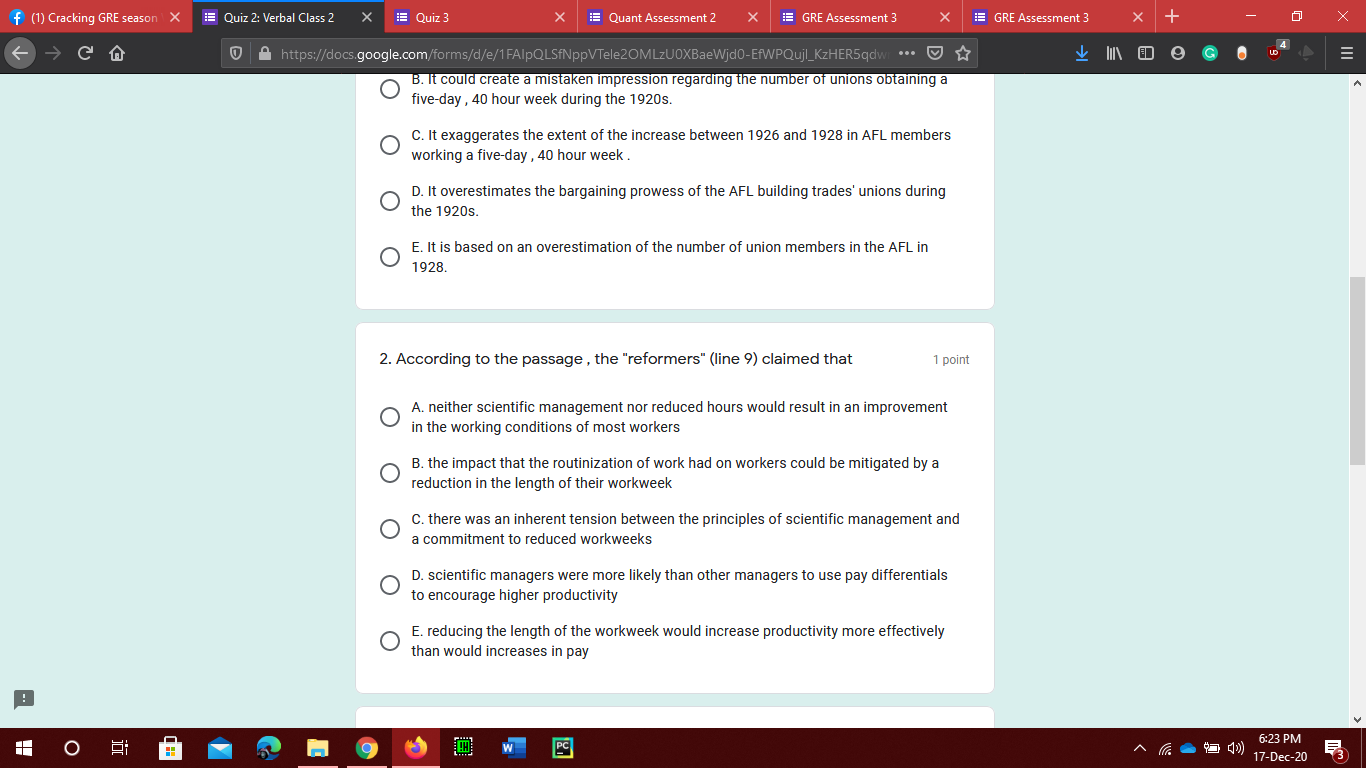 (1) Cracking GRE season
Quiz 2: Verbal Class 2
Quiz 3
Quant Assessment 2
GRE Assessment 3
GRE Assessment 3
B. It could create a mistaken impression regarding the number of unions obtaining a
five-day , 40 hour week during the 1920s.
C. It exaggerates the extent of the increase between 1926 and 1928 in AFL members
working a five-day , 40 hour week .
D. It overestimates the bargaining prowess of the AFL building trades' unions during
the 1920s.
E. It is based on an overestimation of the number of union members in the AFL in
1928.
2. According to the passage , the "reformers" (line 9) claimed that
1 point
A. neither scientific management nor reduced hours would result in an improvement
in the working conditions of most workers
B. the impact that the routinization of work had on workers could be mitigated by a
reduction in the length of their workweek
C. there was an inherent tension between the principles of scientific management and
a commitment to reduced workweeks
D. scientific managers were more likely than other managers to use pay differentials
to encourage higher productivity
E. reducing the length of the workweek would increase productivity more effectively
than would increases in pay
6:23 PM
17-Dec-20
3